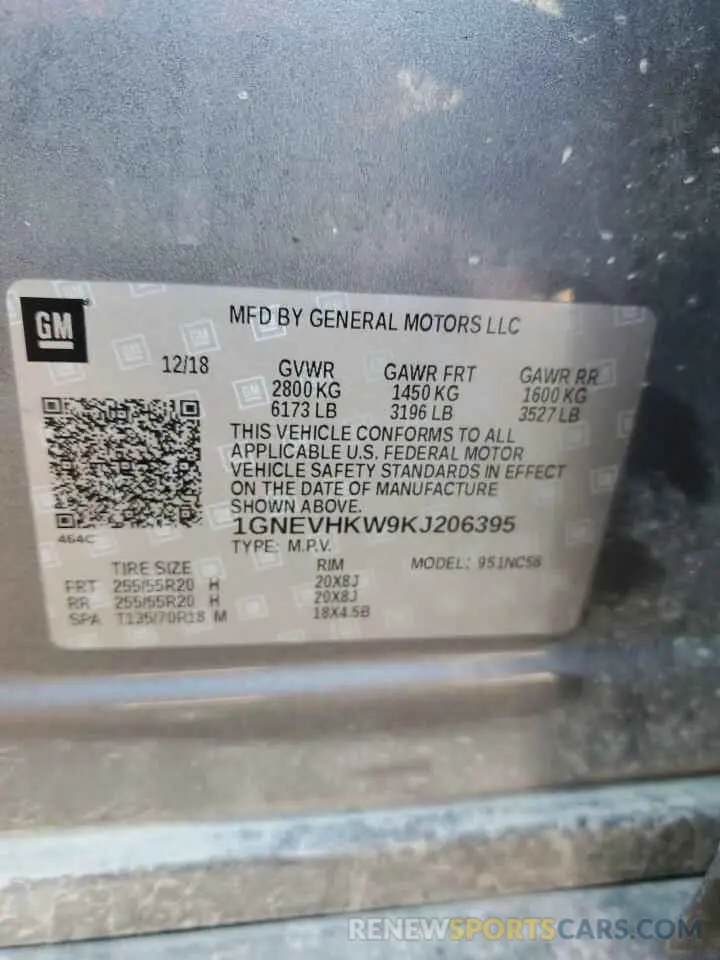 GM
MFD BY GENERAL MOTORS LLC
12/18
GVWR GAWR FRT GAWR RR
2800 KG 1450 KG 1600 KG
6173 LB 3196 LB 3527 LB
THIS VEHICLE CONFORMS TO ALL
APPLICABLE U.S. FEDERAL MOTOR
VEHICLE SAFETY STANDARDS IN EFFECT
ON THE DATE OF MANUFACTURE
SHOWN ABOVE.
464C
1GNEVHKW9KJ206395
TYPE: M.P.V. MODEL: 951NC56
TIRE SIZE RIM
FRT 255/55R20 H 20X8J
RR 255/55R20 H 20X8J
SPA T135/70R18 M 18X4.5B
RENEWSPORTSCARS.COM